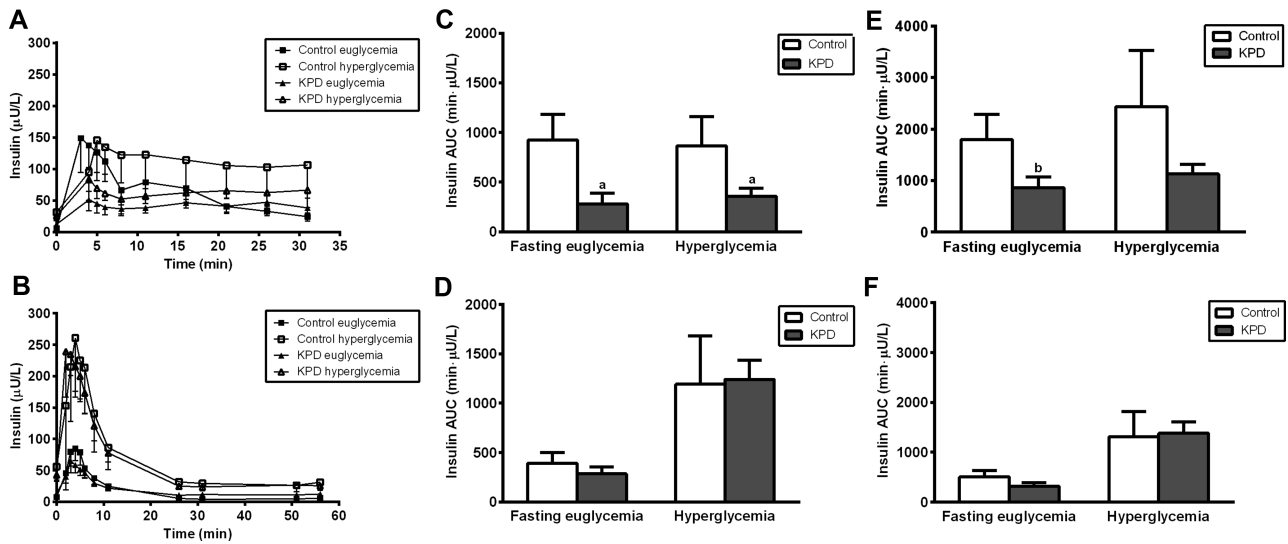 A
Insulin (μU/L)
300
250
200
150
100
50
0
0 5 10 15 20 25 30 35
Time (min)
Control euglycemia
Control hyperglycemia
KPD euglycemia
KPD hyperglycemia
B
Insulin (μU/L)
300
250
200
150
100
50
0
0 10 20 30 40 50 60
Time (min)
Control euglycemia
Control hyperglycemia
KPD euglycemia
KPD hyperglycemia
C
Insulin AUC (min·μU/L)
2000
1500
1000
500
0
a
a
Fasting euglycemia Hyperglycemia
Control
KPD
D
Insulin AUC (min·μU/L)
2000
1500
1000
500
0
Fasting euglycemia Hyperglycemia
Control
KPD
E
Insulin AUC (min·μU/L)
4000
3000
2000
1000
0
b
Fasting euglycemia Hyperglycemia
Control
KPD
F
Insulin AUC (min·μU/L)
4000
3000
2000
1000
0
Fasting euglycemia Hyperglycemia
Control
KPD